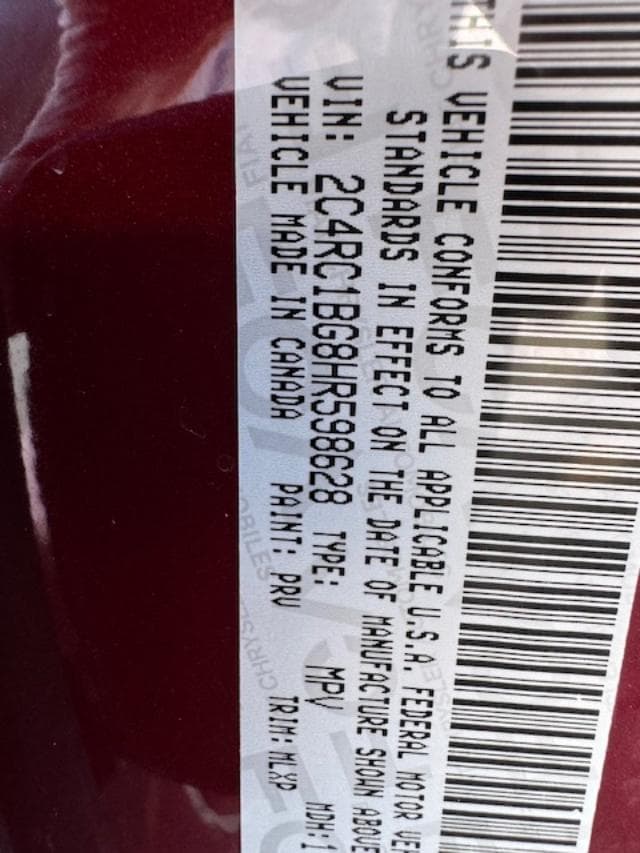 THIS VEHICLE CONFORMS TO ALL APPLICABLE U.S.A. FEDERAL MOTOR
STANDARDS IN EFFECT ON THE DATE OF MANUFACTURE SHOWN ABOVE
VIN: 2C4RC1BG8HR598628 TYPE: MPV
VEHICLE MADE IN CANADA PAINT: PRV TRIM: MLXP MDH:1